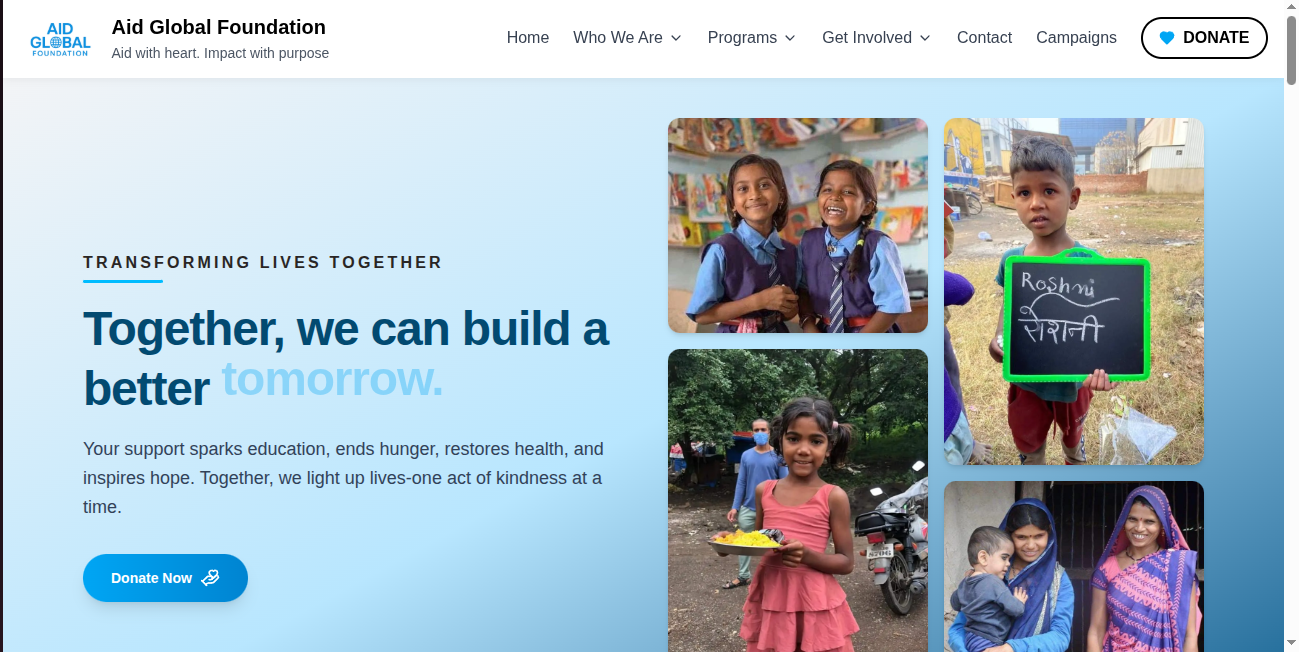 AID
GLOBAL
FOUNDATION
Aid Global Foundation
Aid with heart. Impact with purpose
Home Who We Are Programs Get Involved Contact Campaigns DONATE
TRANSFORMING LIVES TOGETHER
Together, we can build a
better tomorrow.
Your support sparks education, ends hunger, restores health, and
inspires hope. Together, we light up lives-one act of kindness at a
time.
Donate Now
Roshni
रोशनी